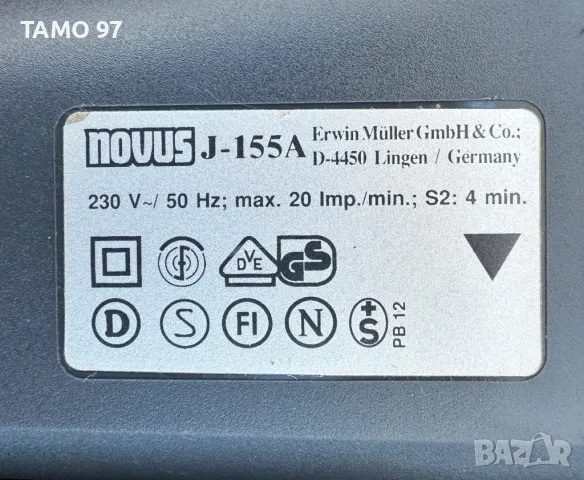 TAMO 97
novus J-155A Erwin Müller GmbH & Co.;
D-4450 Lingen / Germany
230 V~/ 50 Hz; max. 20 Imp./min.; S2: 4 min.
DVE GS
D S FI N +S PB 12
BAZAR